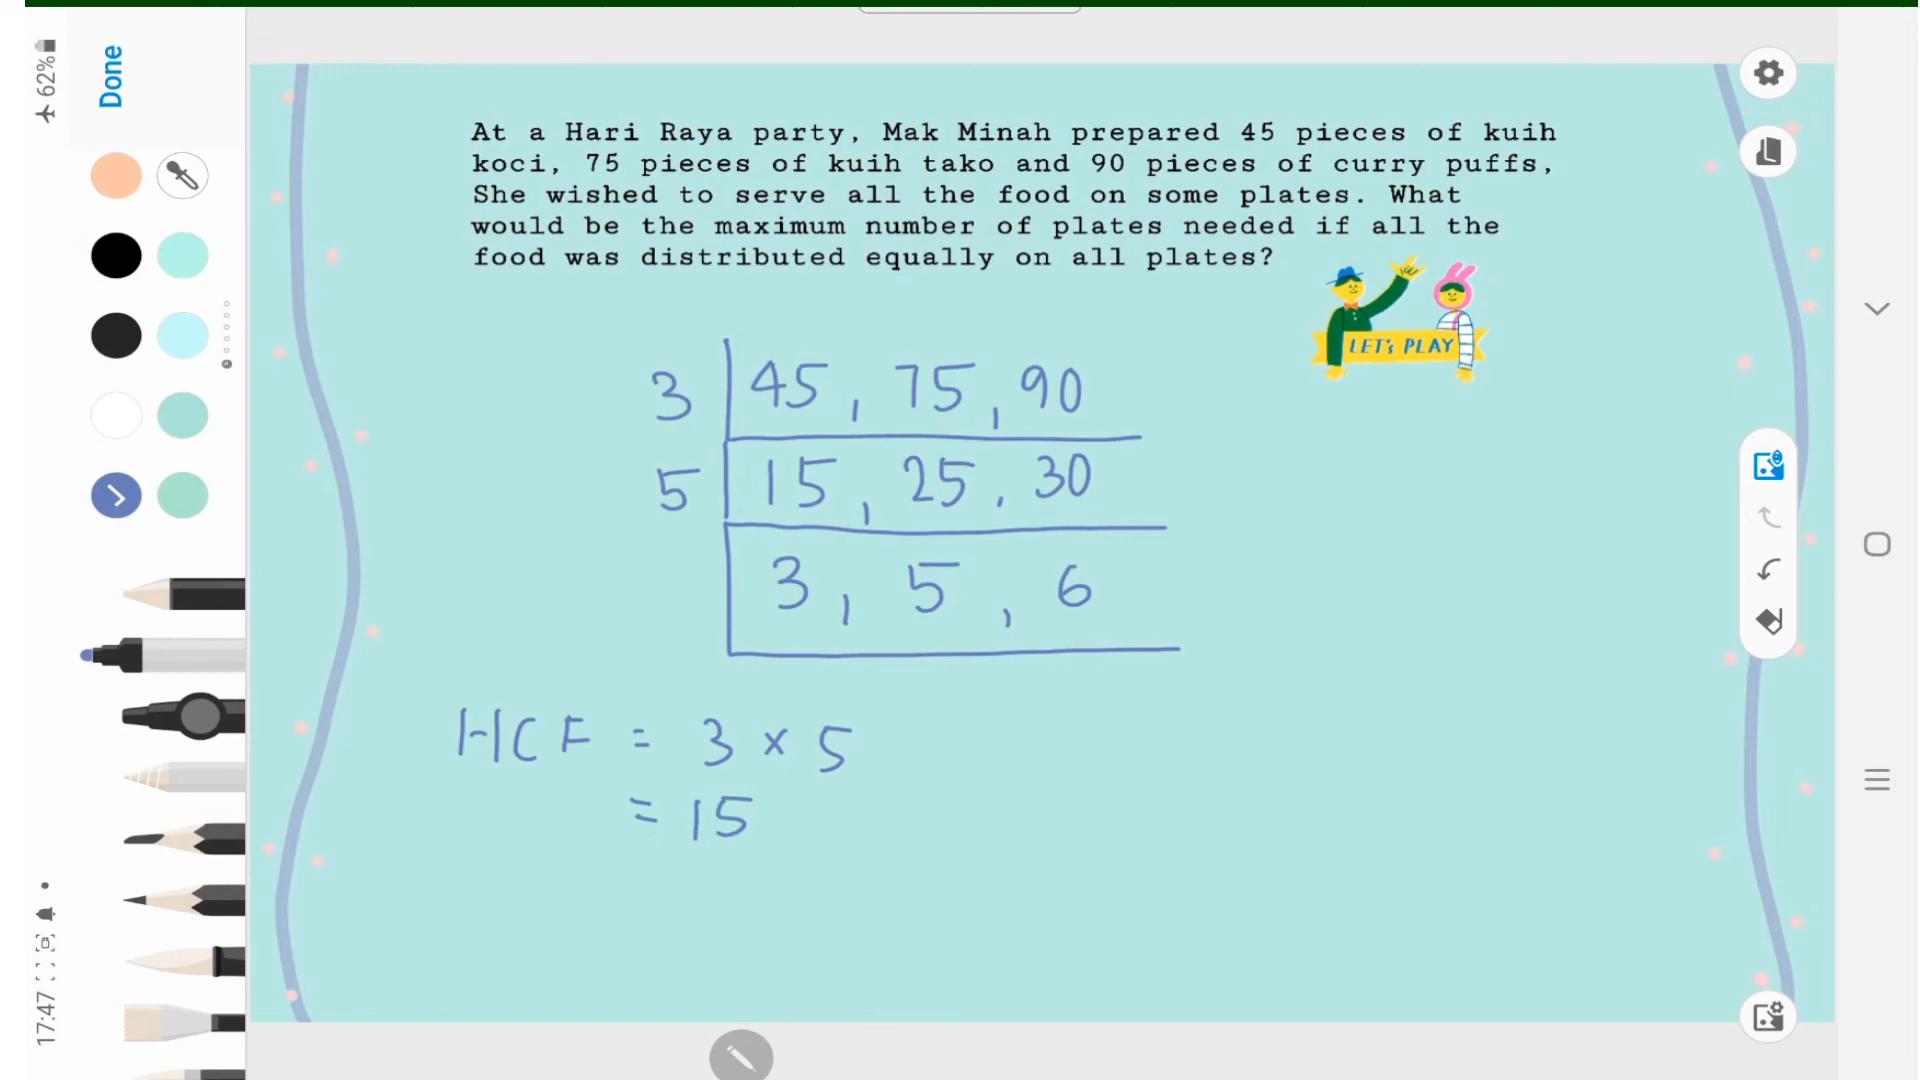 62%
Done
At a Hari Raya party, Mak Minah prepared 45 pieces of kuih
koci, 75 pieces of kuih tako and 90 pieces of curry puffs,
She wished to serve all the food on some plates. What
would be the maximum number of plates needed if all the
food was distributed equally on all plates?
LET's PLAY
3 45, 75, 90
5 15, 25, 30
3, 5, 6
HCF = 3 × 5
= 15
17:47